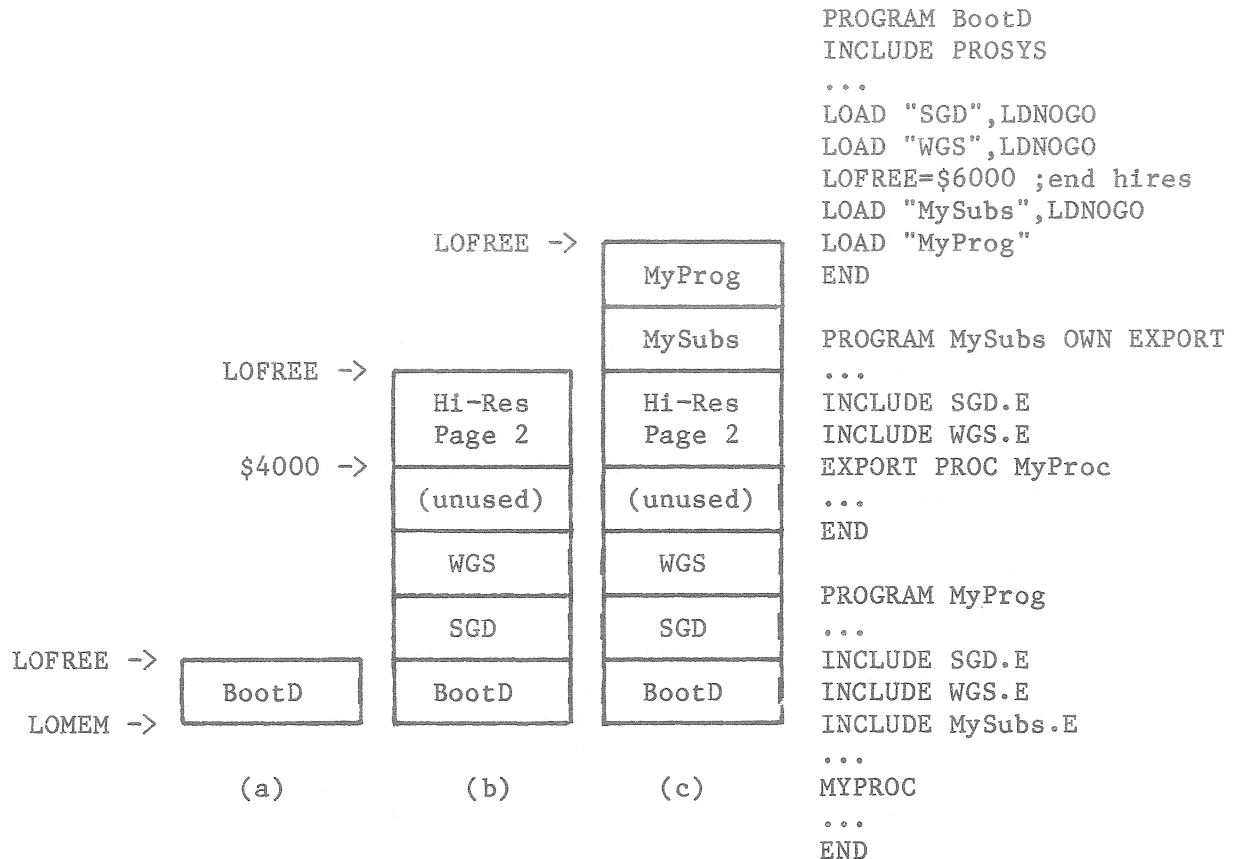 PROGRAM BootD
INCLUDE PROSYS
...
LOAD "SGD",LDNOGO
LOAD "WGS",LDNOGO
LOFREE=$6000 ;end hires
LOAD "MySubs",LDNOGO
LOAD "MyProg"
END
PROGRAM MySubs OWN EXPORT
...
INCLUDE SGD.E
INCLUDE WGS.E
EXPORT PROC MyProc
...
END
PROGRAM MyProg
...
INCLUDE SGD.E
INCLUDE WGS.E
INCLUDE MySubs.E
...
MYPROC
...
END
LOFREE ->
LOMEM ->
BootD
(a)
LOFREE ->
$4000 ->
Hi-Res
Page 2
(unused)
WGS
SGD
BootD
(b)
LOFREE ->
MyProg
MySubs
Hi-Res
Page 2
(unused)
WGS
SGD
BootD
(c)